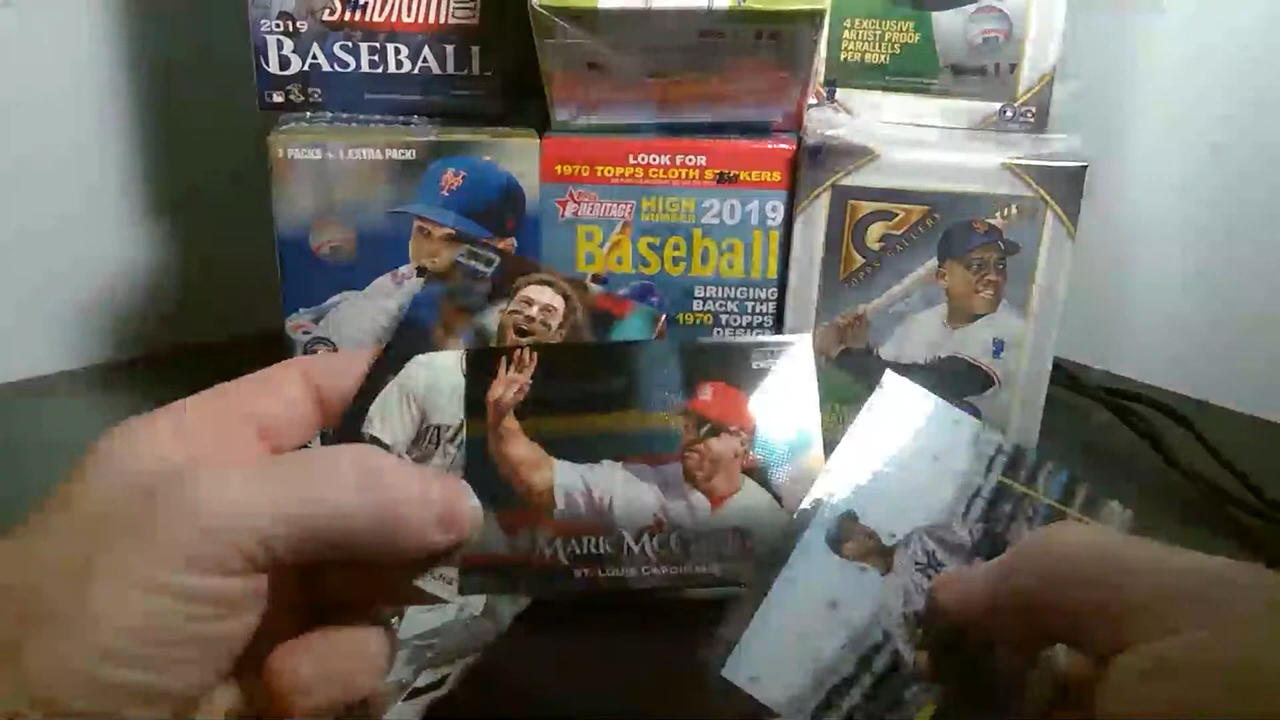 STADIUM
2019
BASEBALL
4 EXCLUSIVE
ARTIST PROOF
PARALLELS
PER BOX!
7 PACKS + 1 EXTRA PACK!
LOOK FOR
1970 TOPPS CLOTH STICKERS
TOPPS
HERITAGE
HIGH
NUMBER
2019
Baseball
BRINGING
BACK THE
1970 TOPPS
DESIGN
G
TOPPS GALLERY
MARK
ST. LOUIS CARDINALS